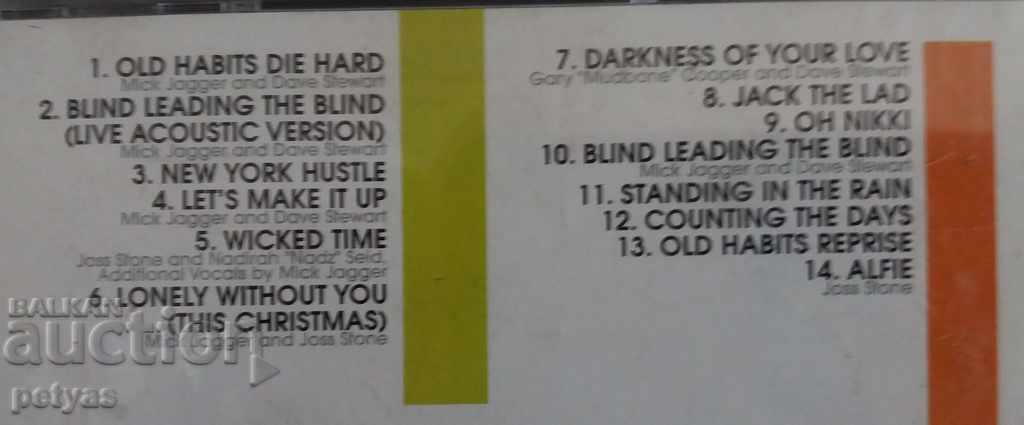 1. OLD HABITS DIE HARD
Mick Jagger and Dave Stewart
2. BLIND LEADING THE BLIND
(LIVE ACOUSTIC VERSION)
Mick Jagger and Dave Stewart
3. NEW YORK HUSTLE
4. LET'S MAKE IT UP
Mick Jagger and Dave Stewart
5. WICKED TIME
Joss Stone and Nadirah "Nadz" Seid,
Additional Vocals by Mick Jagger
6. LONELY WITHOUT YOU
(THIS CHRISTMAS)
Mick Jagger and Joss Stone
7. DARKNESS OF YOUR LOVE
Gary "Mudbone" Cooper and Dave Stewart
8. JACK THE LAD
9. OH NIKKI
10. BLIND LEADING THE BLIND
Mick Jagger and Dave Stewart
11. STANDING IN THE RAIN
12. COUNTING THE DAYS
13. OLD HABITS REPRISE
14. ALFIE
Joss Stone
BALKAN
auction
petyas